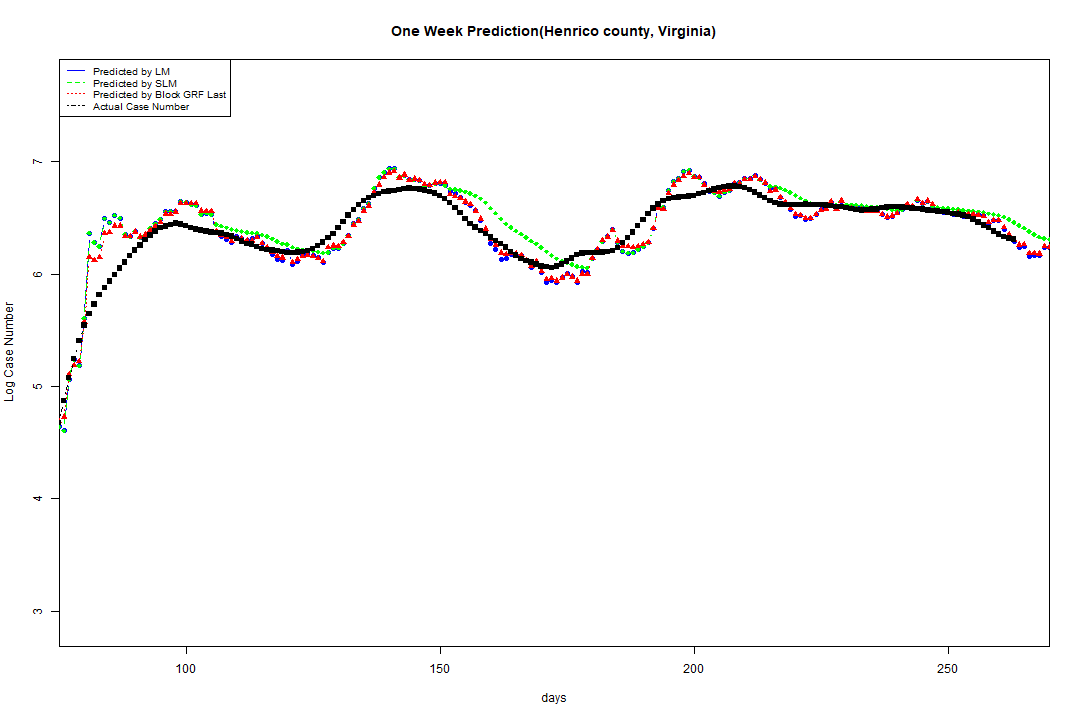 One Week Prediction(Henrico county, Virginia)
Predicted by LM
Predicted by SLM
Predicted by Block GRF Last
Actual Case Number
7
6
5
4
3
Log Case Number
100 150 200 250
days